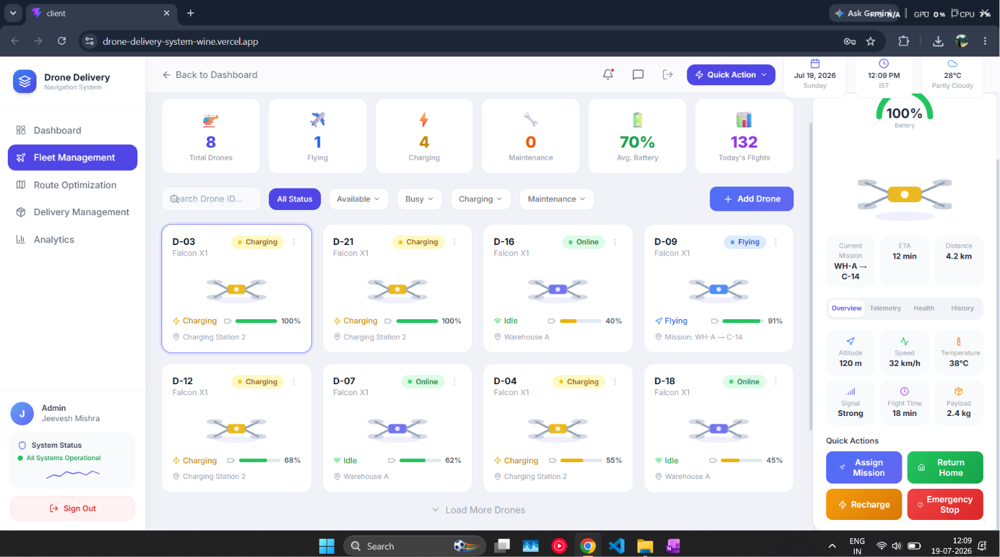 client
Ask Gemini
N/A
GPU 0%
CPU 7%
drone-delivery-system-wine.vercel.app
Drone Delivery
Navigation System
Back to Dashboard
Quick Action
Jul 19, 2026
Sunday
12:09 PM
IST
28°C
Partly Cloudy
Dashboard
Fleet Management
Route Optimization
Delivery Management
Analytics
8
Total Drones
1
Flying
4
Charging
0
Maintenance
70%
Avg. Battery
132
Today's Flights
Search Drone ID...
All Status
Available
Busy
Charging
Maintenance
+ Add Drone
D-03
Charging
Falcon X1
Charging 100%
Charging Station 2
D-21
Charging
Falcon X1
Charging 100%
Charging Station 2
D-16
Online
Falcon X1
Idle 40%
Warehouse A
D-09
Flying
Falcon X1
Flying 91%
Mission: WH-A → C-14
D-12
Charging
Falcon X1
Charging 68%
Charging Station 2
D-07
Online
Falcon X1
Idle 62%
Warehouse A
D-04
Charging
Falcon X1
Charging 55%
Charging Station 2
D-18
Online
Falcon X1
Idle 45%
Warehouse A
Load More Drones
100%
Battery
Current
Mission
WH-A →
C-14
ETA
12 min
Distance
4.2 km
Overview Telemetry Health History
Altitude
120 m
Speed
32 km/h
Temperature
38°C
Signal
Strong
Flight Time
18 min
Payload
2.4 kg
Quick Actions
Assign
Mission
Return
Home
Recharge
Emergency
Stop
J
Admin
Jeevesh Mishra
System Status
All Systems Operational
Sign Out
Search
ENG
IN
12:09
19-07-2026